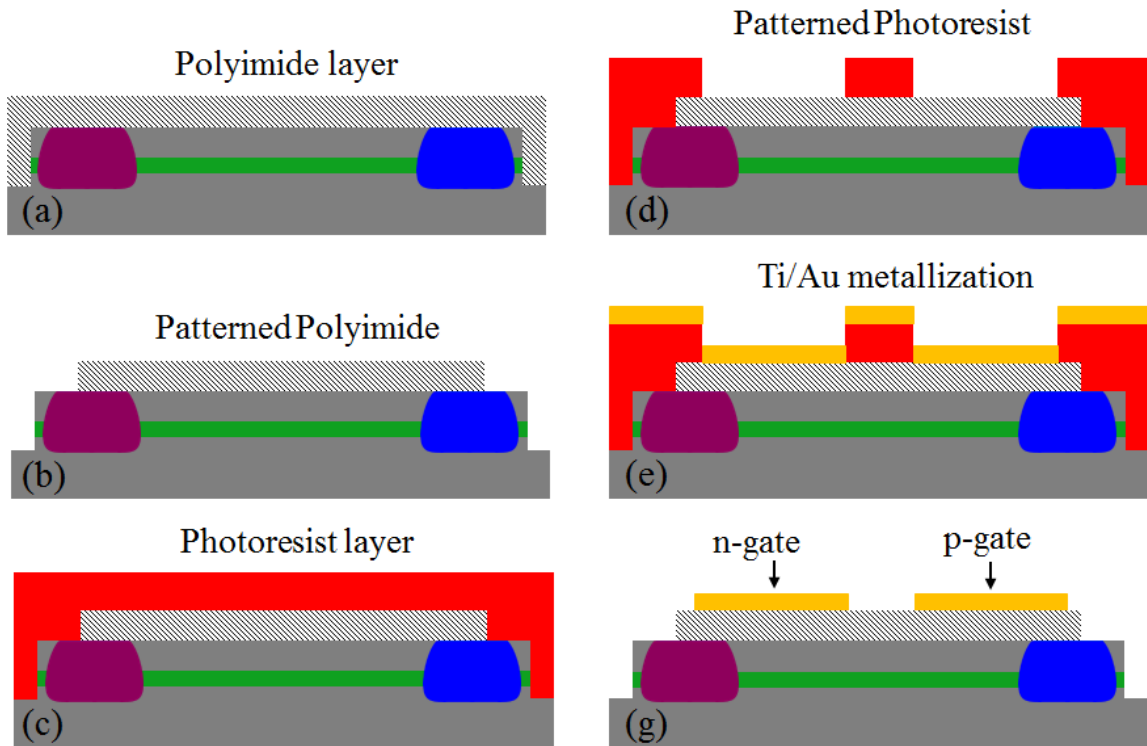 Polyimide layer
(a)
Patterned Polyimide
(b)
Photoresist layer
(c)
Patterned Photoresist
(d)
Ti/Au metallization
(e)
n-gate p-gate
(g)